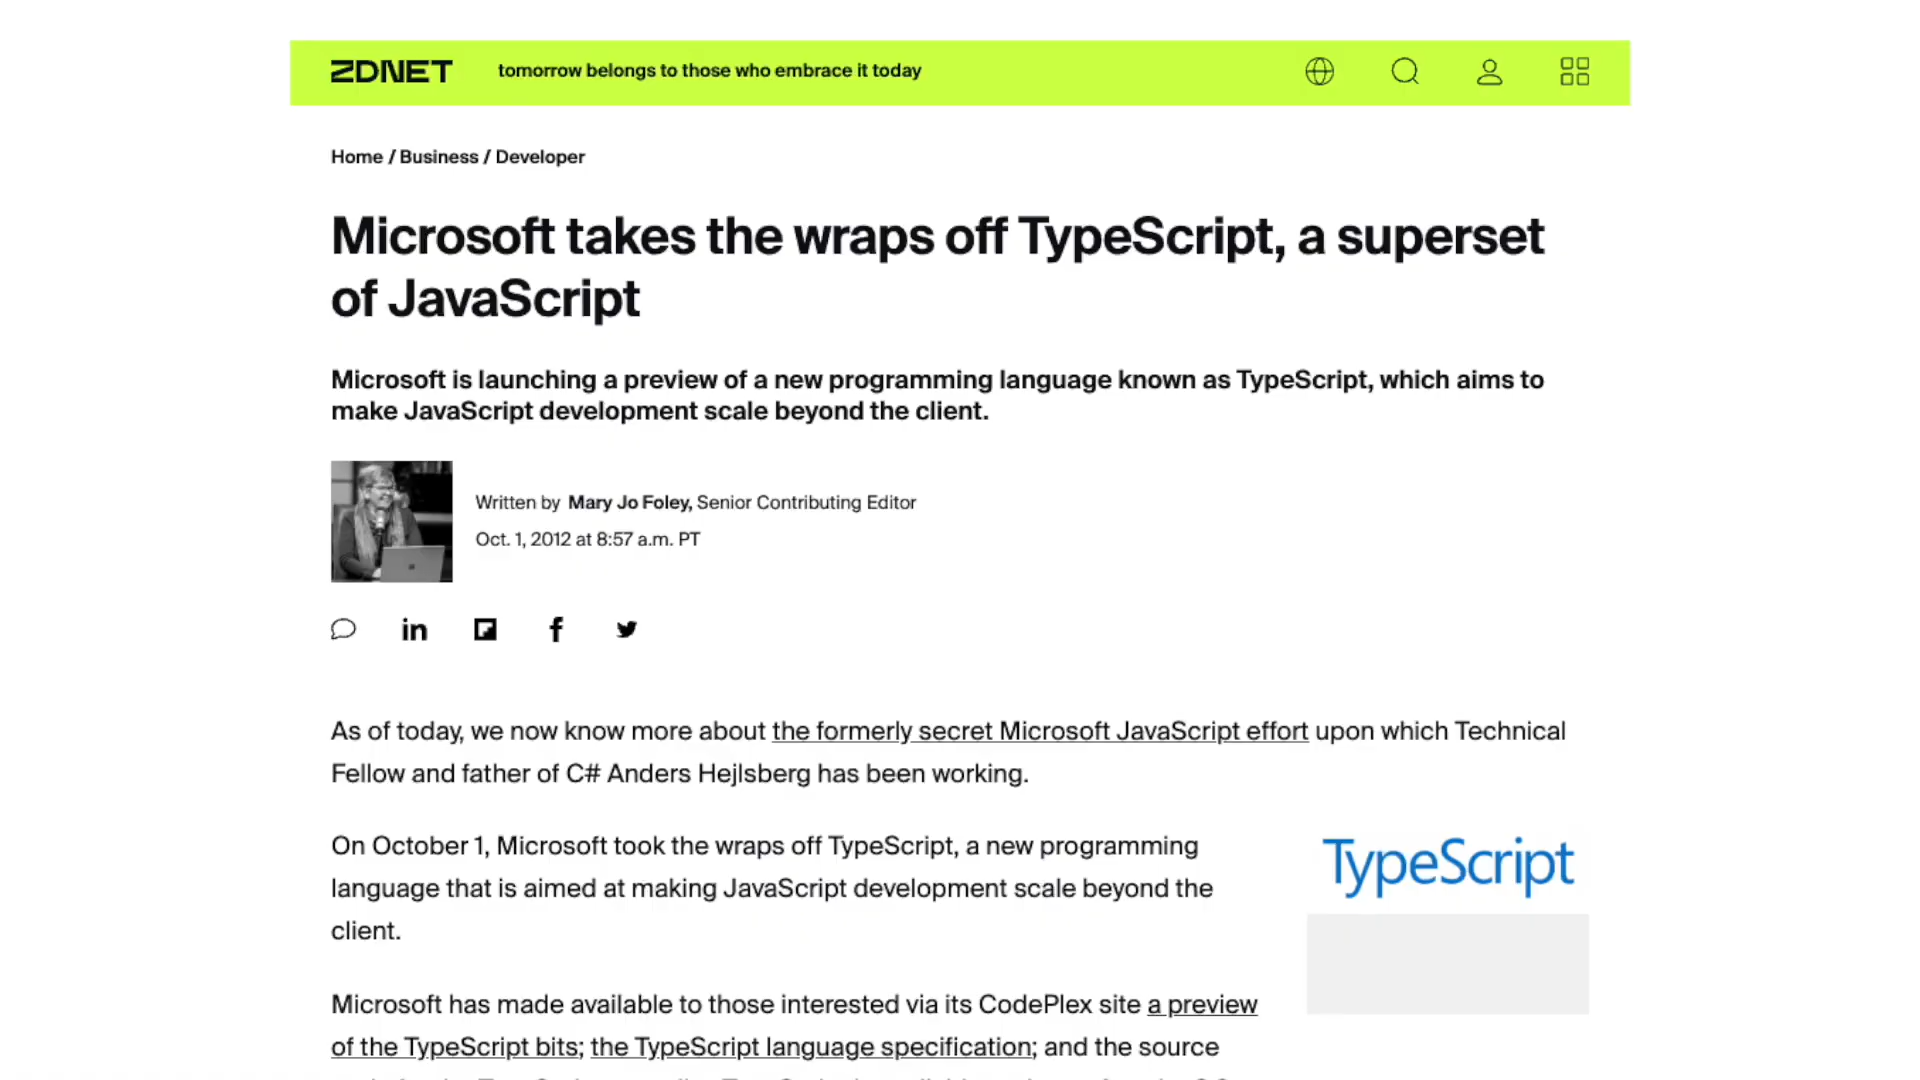 ZDNET tomorrow belongs to those who embrace it today
Home / Business / Developer
Microsoft takes the wraps off TypeScript, a superset
of JavaScript
Microsoft is launching a preview of a new programming language known as TypeScript, which aims to
make JavaScript development scale beyond the client.
Written by Mary Jo Foley, Senior Contributing Editor
Oct. 1, 2012 at 8:57 a.m. PT
in
f
As of today, we now know more about the formerly secret Microsoft JavaScript effort upon which Technical
Fellow and father of C# Anders Hejlsberg has been working.
On October 1, Microsoft took the wraps off TypeScript, a new programming
language that is aimed at making JavaScript development scale beyond the
client.
TypeScript
Microsoft has made available to those interested via its CodePlex site a preview
of the TypeScript bits; the TypeScript language specification; and the source